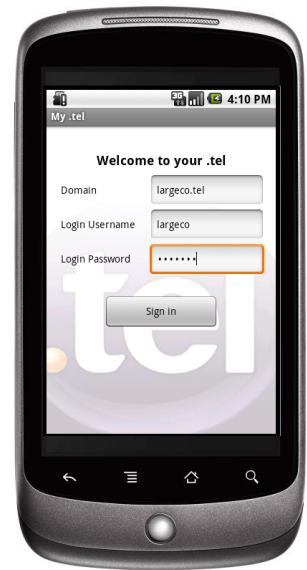 3G 4:10 PM
My .tel
Welcome to your .tel
Domain largeco.tel
Login Username largeco
Login Password •••••••
Sign in
.tel